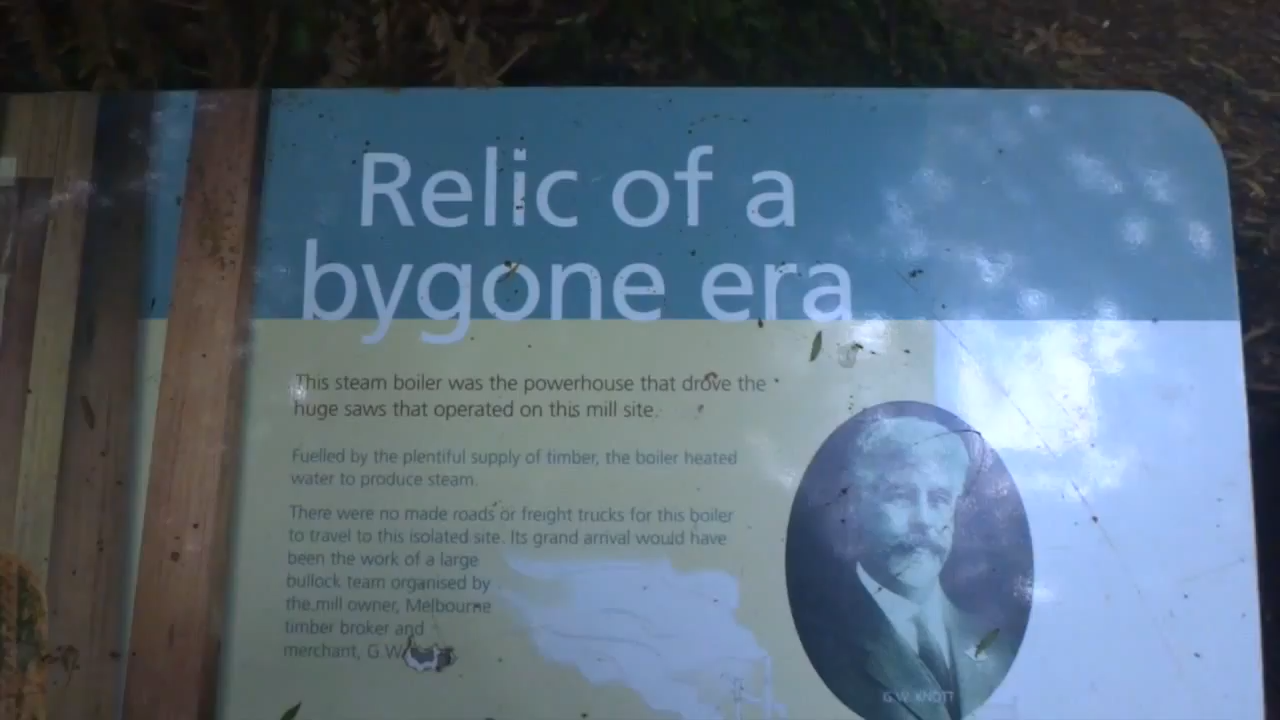 Relic of a
bygone era
This steam boiler was the powerhouse that drove the
huge saws that operated on this mill site.
Fuelled by the plentiful supply of timber, the boiler heated
water to produce steam.
There were no made roads or freight trucks for this boiler
to travel to this isolated site. Its grand arrival would have
been the work of a large
bullock team organised by
the mill owner, Melbourne
timber broker and
merchant, G W
G.W. KNOTT